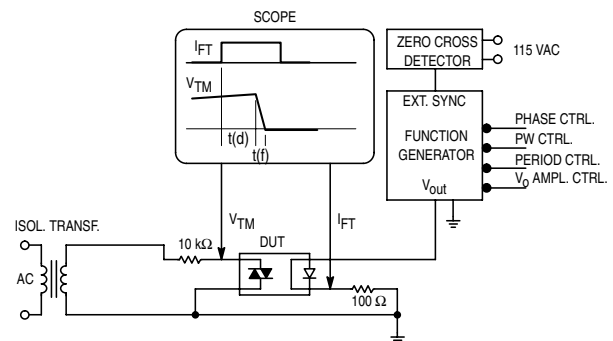 SCOPE
I_FT
V_TM
t(d)
t(f)
ZERO CROSS
DETECTOR
115 VAC
EXT. SYNC
FUNCTION
GENERATOR
V_out
PHASE CTRL.
PW CTRL.
PERIOD CTRL.
V_O AMPL. CTRL.
ISOL. TRANSF.
AC
10 kΩ
V_TM
DUT
I_FT
100 Ω